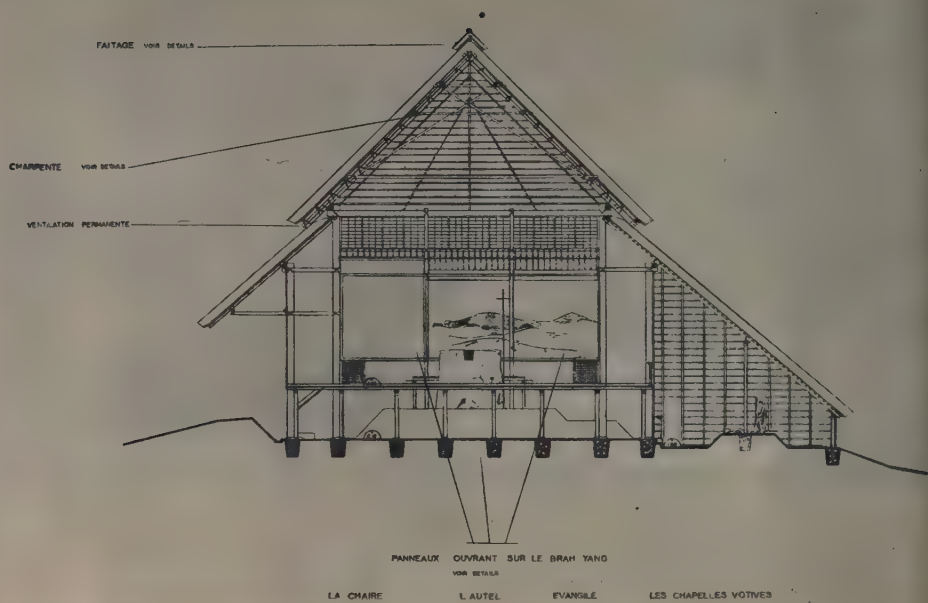 FAITAGE VOIR DETAILS
CHARPENTE VOIR DETAILS
VENTILATION PERMANENTE
PANNEAUX OUVRANT SUR LE BRAH YANG
VOIR DETAILS
LA CHAIRE L AUTEL EVANGILE LES CHAPELLES VOTIVES